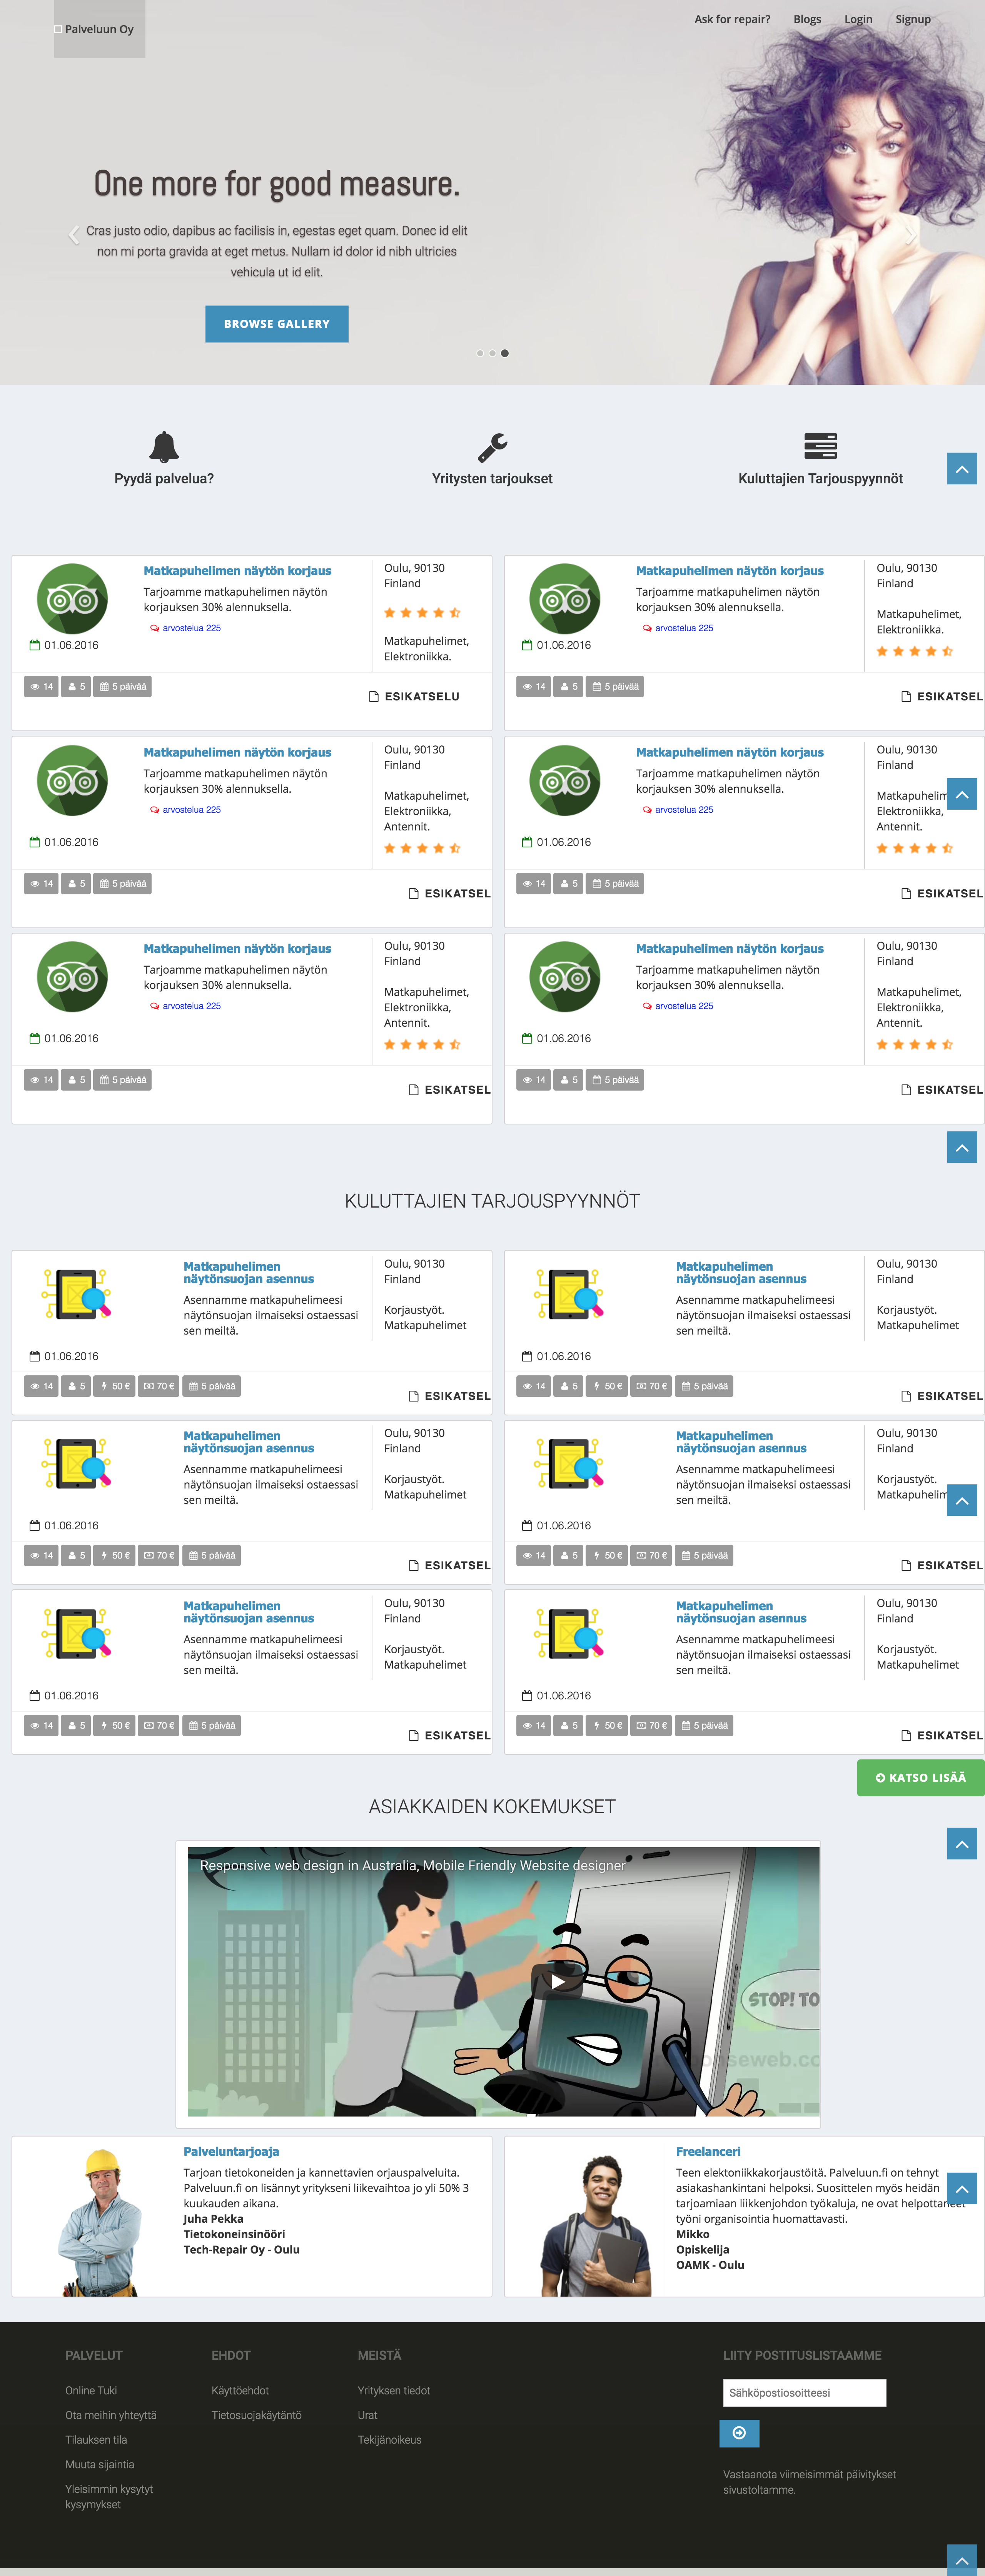 Palveluun Oy
Ask for repair? Blogs Login Signup
One more for good measure.
Cras justo odio, dapibus ac facilisis in, egestas eget quam. Donec id elit
non mi porta gravida at eget metus. Nullam id dolor id nibh ultricies
vehicula ut id elit.
BROWSE GALLERY
Pyydä palvelua?
Yritysten tarjoukset
Kuluttajien Tarjouspyynnöt
Matkapuhelimen näytön korjaus
Tarjoamme matkapuhelimen näytön
korjauksen 30% alennuksella.
arvostelua 225
01.06.2016
Oulu, 90130
Finland
Matkapuhelimet,
Elektroniikka.
14 5 5 päivää
ESIKATSELU
Matkapuhelimen näytön korjaus
Tarjoamme matkapuhelimen näytön
korjauksen 30% alennuksella.
arvostelua 225
01.06.2016
Oulu, 90130
Finland
Matkapuhelimet,
Elektroniikka.
14 5 5 päivää
ESIKATSEL
Matkapuhelimen näytön korjaus
Tarjoamme matkapuhelimen näytön
korjauksen 30% alennuksella.
arvostelua 225
01.06.2016
Oulu, 90130
Finland
Matkapuhelimet,
Elektroniikka,
Antennit.
14 5 5 päivää
ESIKATSEL
Matkapuhelimen näytön korjaus
Tarjoamme matkapuhelimen näytön
korjauksen 30% alennuksella.
arvostelua 225
01.06.2016
Oulu, 90130
Finland
Matkapuhelim
Elektroniikka,
Antennit.
14 5 5 päivää
ESIKATSEL
Matkapuhelimen näytön korjaus
Tarjoamme matkapuhelimen näytön
korjauksen 30% alennuksella.
arvostelua 225
01.06.2016
Oulu, 90130
Finland
Matkapuhelimet,
Elektroniikka,
Antennit.
14 5 5 päivää
ESIKATSEL
Matkapuhelimen näytön korjaus
Tarjoamme matkapuhelimen näytön
korjauksen 30% alennuksella.
arvostelua 225
01.06.2016
Oulu, 90130
Finland
Matkapuhelimet,
Elektroniikka,
Antennit.
14 5 5 päivää
ESIKATSEL
KULUTTAJIEN TARJOUSPYYNNÖT
Matkapuhelimen
näytönsuojan asennus
Asennamme matkapuhelimeesi
näytönsuojan ilmaiseksi ostaessasi
sen meiltä.
01.06.2016
Oulu, 90130
Finland
Korjaustyöt.
Matkapuhelimet
14 5 50 € 70 € 5 päivää
ESIKATSEL
Matkapuhelimen
näytönsuojan asennus
Asennamme matkapuhelimeesi
näytönsuojan ilmaiseksi ostaessasi
sen meiltä.
01.06.2016
Oulu, 90130
Finland
Korjaustyöt.
Matkapuhelimet
14 5 50 € 70 € 5 päivää
ESIKATSEL
Matkapuhelimen
näytönsuojan asennus
Asennamme matkapuhelimeesi
näytönsuojan ilmaiseksi ostaessasi
sen meiltä.
01.06.2016
Oulu, 90130
Finland
Korjaustyöt.
Matkapuhelimet
14 5 50 € 70 € 5 päivää
ESIKATSEL
Matkapuhelimen
näytönsuojan asennus
Asennamme matkapuhelimeesi
näytönsuojan ilmaiseksi ostaessasi
sen meiltä.
01.06.2016
Oulu, 90130
Finland
Korjaustyöt.
Matkapuhelim
14 5 50 € 70 € 5 päivää
ESIKATSEL
Matkapuhelimen
näytönsuojan asennus
Asennamme matkapuhelimeesi
näytönsuojan ilmaiseksi ostaessasi
sen meiltä.
01.06.2016
Oulu, 90130
Finland
Korjaustyöt.
Matkapuhelimet
14 5 50 € 70 € 5 päivää
ESIKATSEL
Matkapuhelimen
näytönsuojan asennus
Asennamme matkapuhelimeesi
näytönsuojan ilmaiseksi ostaessasi
sen meiltä.
01.06.2016
Oulu, 90130
Finland
Korjaustyöt.
Matkapuhelimet
14 5 50 € 70 € 5 päivää
ESIKATSEL
KATSO LISÄÄ
ASIAKKAIDEN KOKEMUKSET
Responsive web design in Australia, Mobile Friendly Website designer
STOP! TO
onseweb.co
Palveluntarjoaja
Tarjoan tietokoneiden ja kannettavien orjauspalveluita.
Palveluun.fi on lisännyt yritykseni liikevaihtoa jo yli 50% 3
kuukauden aikana.
Juha Pekka
Tietokoneinsinööri
Tech-Repair Oy - Oulu
Freelanceri
Teen elektoniikkakorjaustöitä. Palveluun.fi on tehnyt
asiakashankintani helpoksi. Suosittelen myös heidän
tarjoamiaan liikkenjohdon työkaluja, ne ovat helpottaneet
työni organisointia huomattavasti.
Mikko
Opiskelija
OAMK - Oulu
PALVELUT
Online Tuki
Ota meihin yhteyttä
Tilauksen tila
Muuta sijaintia
Yleisimmin kysytyt
kysymykset
EHDOT
Käyttöehdot
Tietosuojakäytäntö
MEISTÄ
Yrityksen tiedot
Urat
Tekijänoikeus
LIITY POSTITUSLISTAAMME
Sähköpostiosoitteesi
Vastaanota viimeisimmät päivitykset
sivustoltamme.